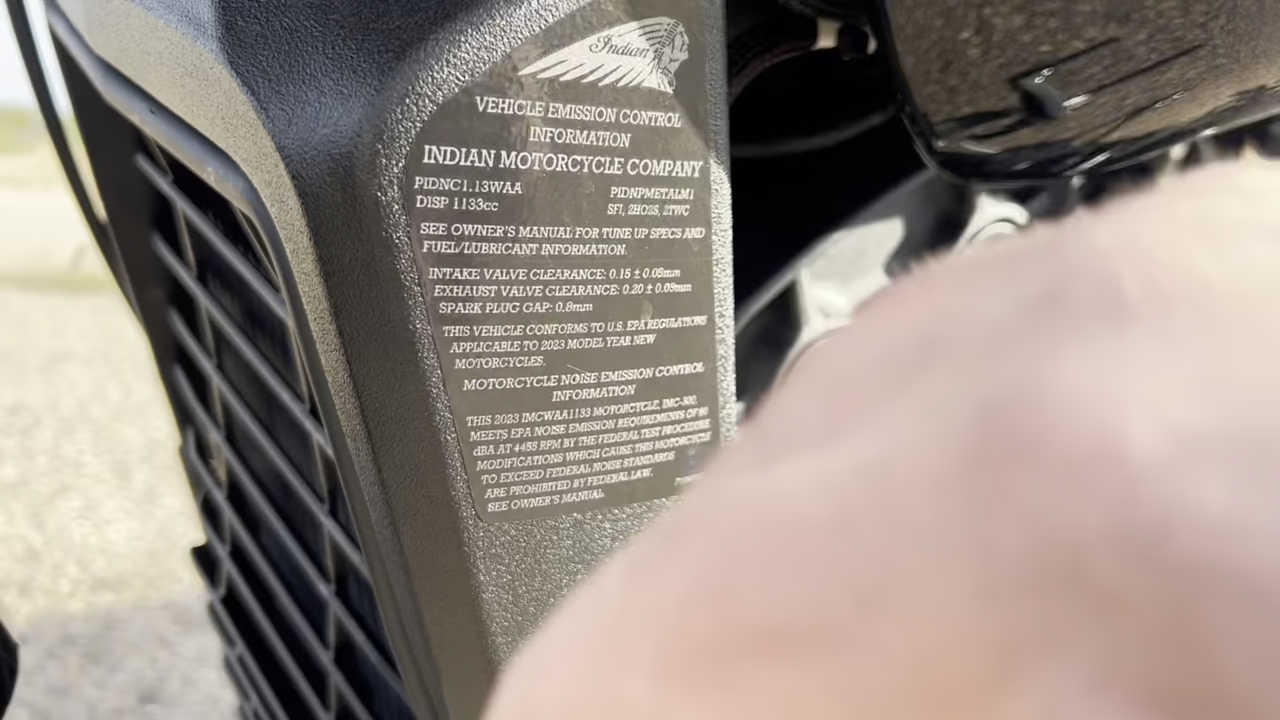 Indian
VEHICLE EMISSION CONTROL
INFORMATION
INDIAN MOTORCYCLE COMPANY
PIDNC1.13WAA PIDNPMETALM1
DISP 1133cc SFI, 2HO2S, 2TWC
SEE OWNER'S MANUAL FOR TUNE UP SPECS AND
FUEL/LUBRICANT INFORMATION.
INTAKE VALVE CLEARANCE: 0.15 ± 0.05mm
EXHAUST VALVE CLEARANCE: 0.20 ± 0.05mm
SPARK PLUG GAP: 0.8mm
THIS VEHICLE CONFORMS TO U.S. EPA REGULATIONS
APPLICABLE TO 2023 MODEL YEAR NEW
MOTORCYCLES.
MOTORCYCLE NOISE EMISSION CONTROL
INFORMATION
THIS 2023 IMCWAA1133 MOTORCYCLE, IMC-300,
MEETS EPA NOISE EMISSION REQUIREMENTS OF 80
dBA AT 4455 RPM BY THE FEDERAL TEST PROCEDURE
MODIFICATIONS WHICH CAUSE THIS MOTORCYCLE
TO EXCEED FEDERAL NOISE STANDARDS
ARE PROHIBITED BY FEDERAL LAW.
SEE OWNER'S MANUAL.